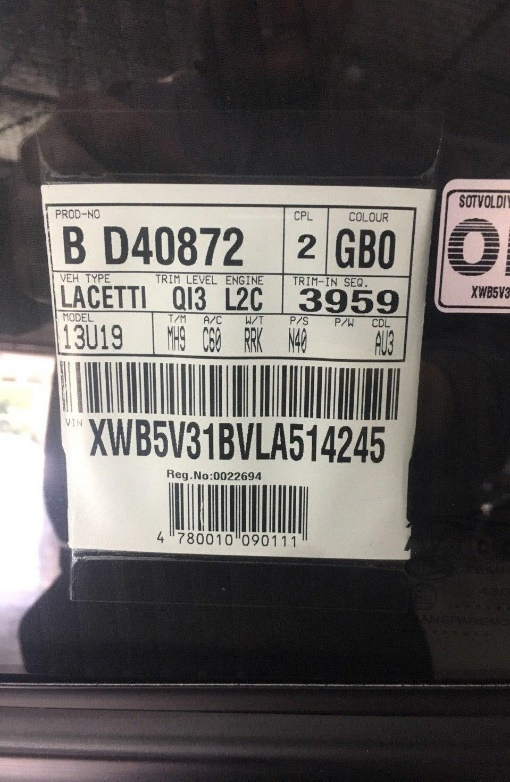 PROD-NO CPL COLOUR
B D40872 2 GB0
VEH TYPE TRIM LEVEL ENGINE TRIM-IN SEQ.
LACETTI QI3 L2C 3959
MODEL T/M A/C W/T P/S P/W CDL
13U19 MH9 C60 RRK N40 AU3
VIN XWB5V31BVLA514245
Reg.No:0022694
4 780010 090111
SOTVOLDIY
XWB5V3